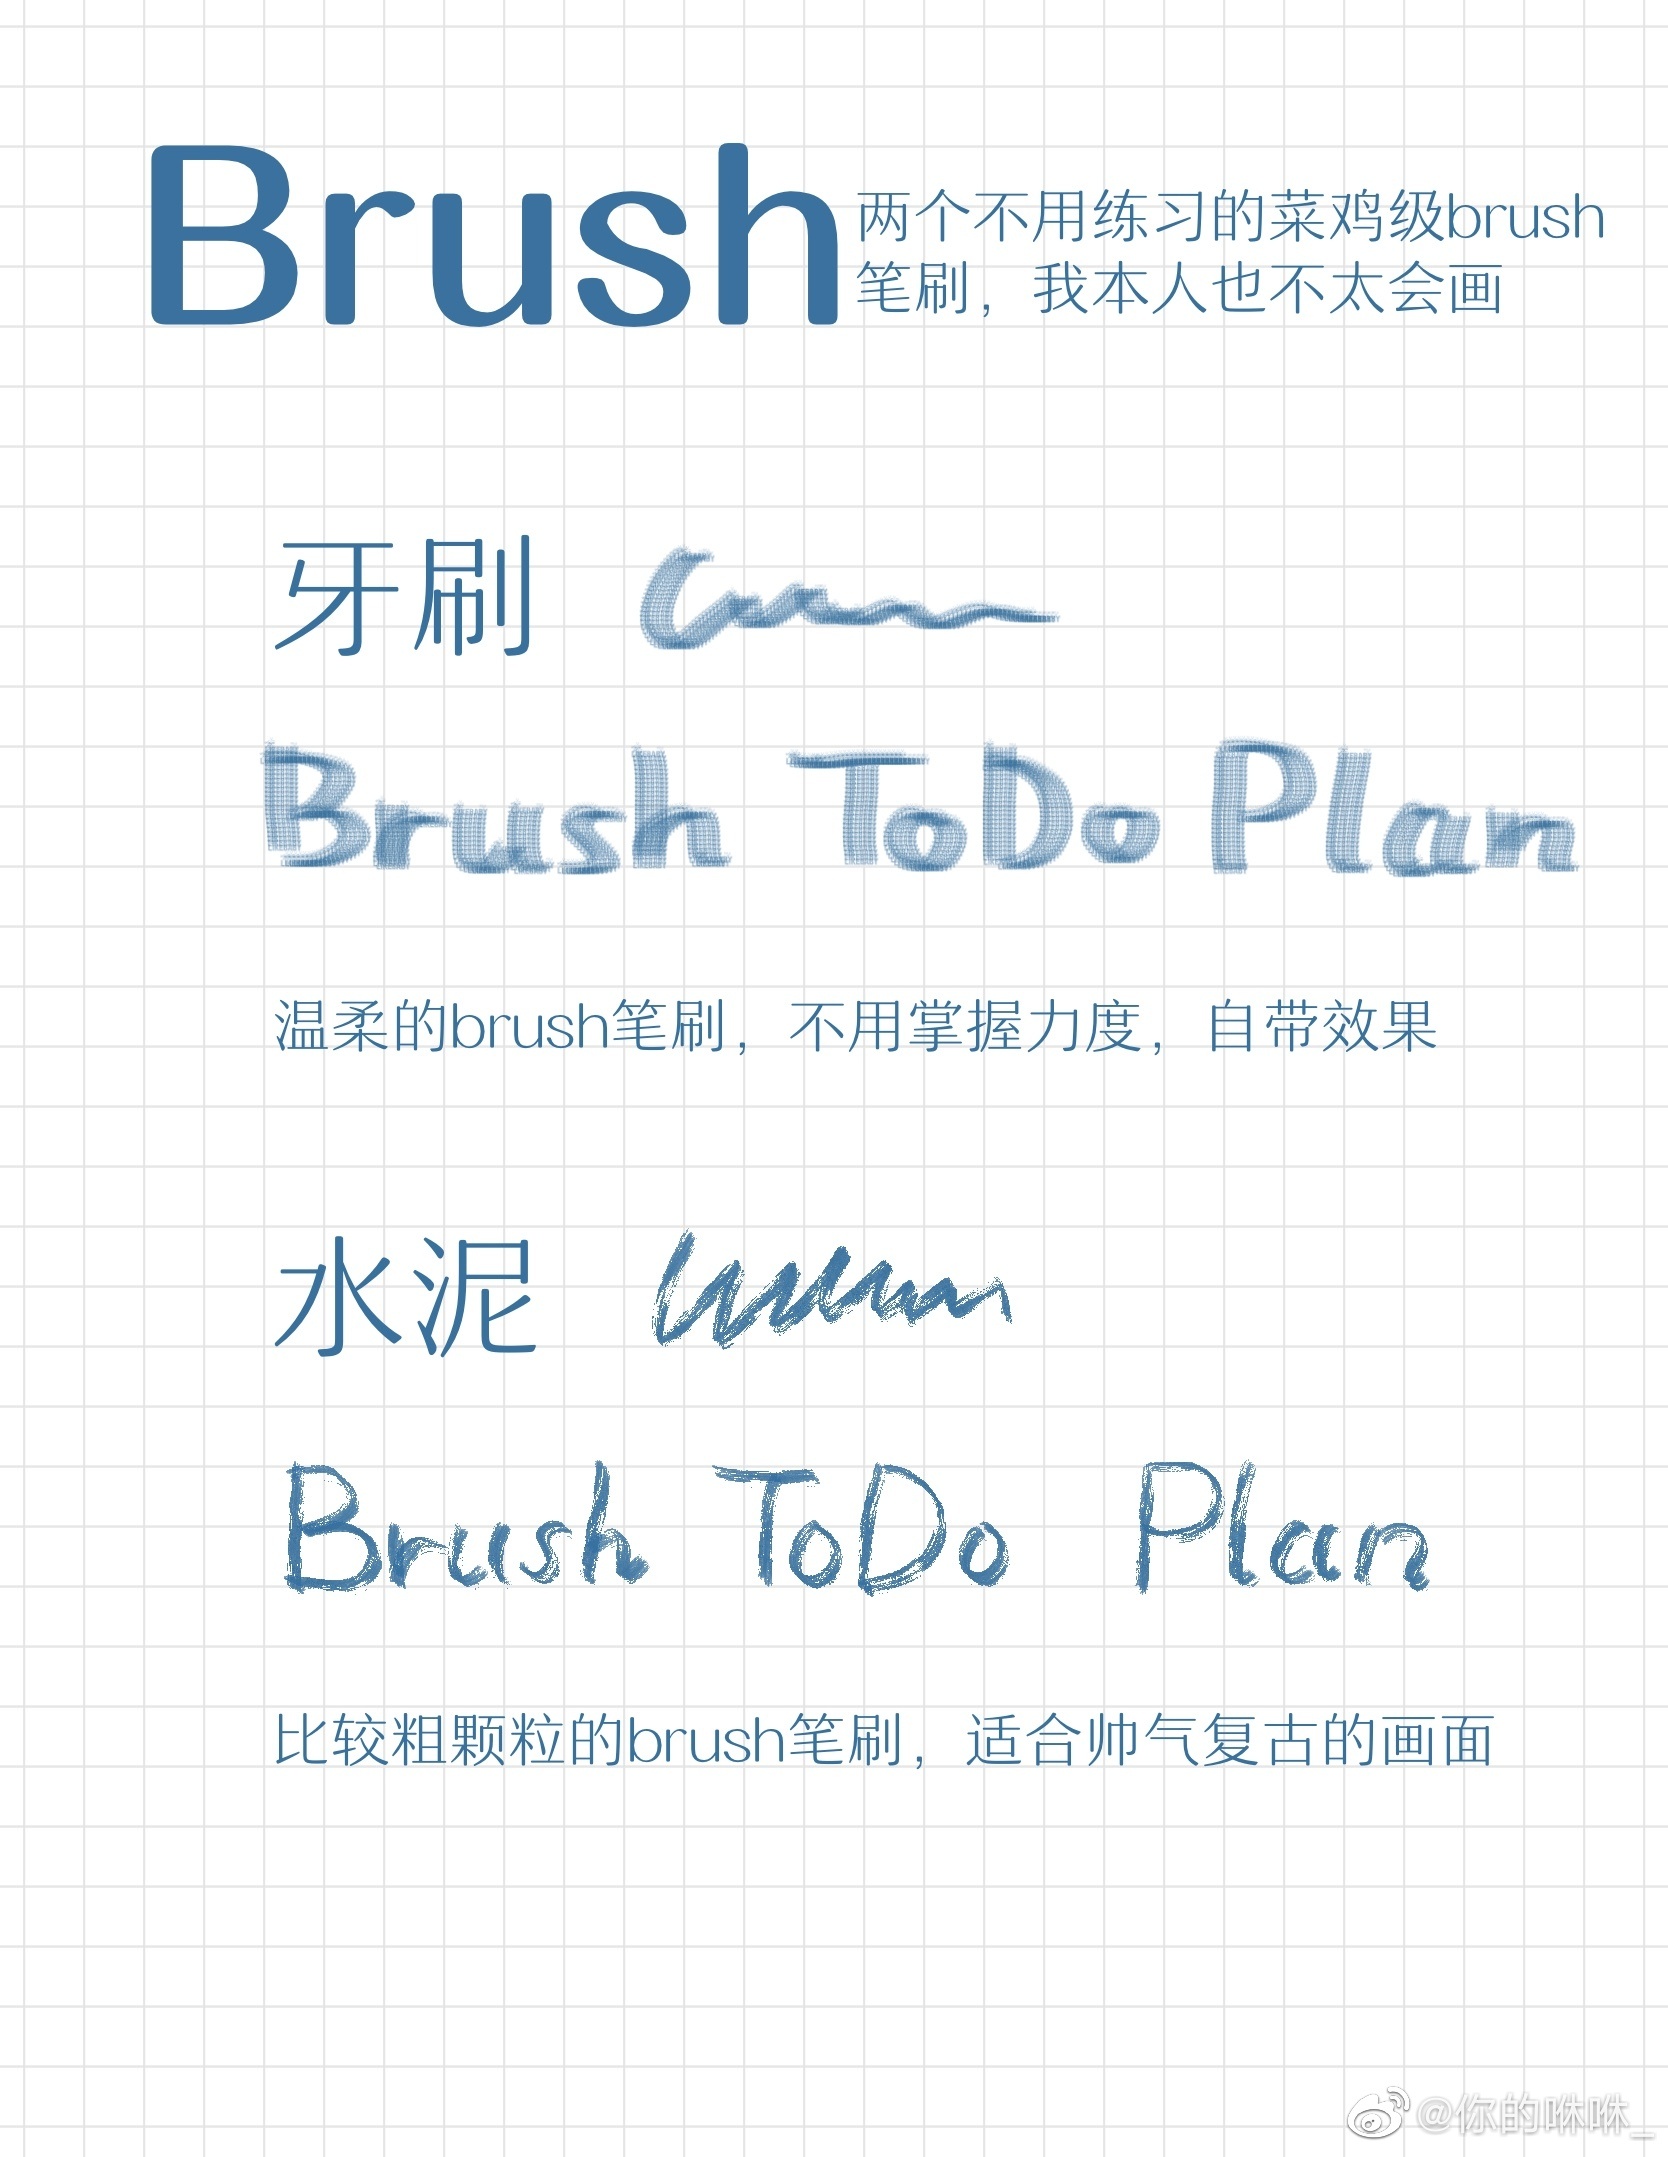 Brush
两个不用练习的菜鸡级brush
笔刷，我本人也不太会画
牙刷
Brush ToDo Plan
温柔的brush笔刷，不用掌握力度，自带效果
水泥
Brush ToDo Plan
比较粗颗粒的brush笔刷，适合帅气复古的画面
@你的咻咻_